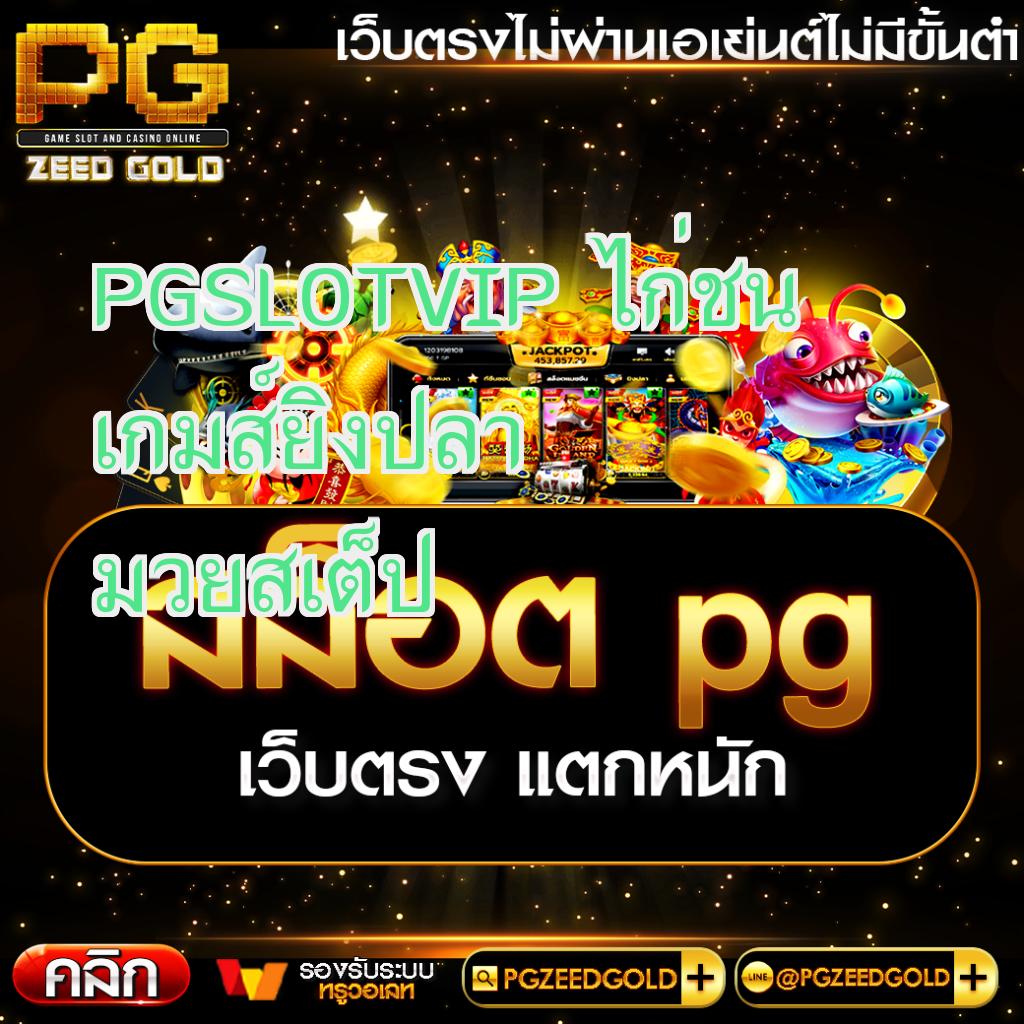 เว็บตรงไม่ผ่านเอเย่นต์ไม่มีขั้นต่ำ
PG
GAME SLOT AND CASINO ONLINE
ZEED GOLD
PGSLOTVIP ไก่ชน
1203198108
JACKPOT
453,857.79
เกมส์ยิงปลา
มวยสเต็ป
สล็อต pg
เว็บตรง แตกหนัก
คลิก
รองรับระบบ
ทรูวอเลท
PGZEEDGOLD +
LINE @PGZEEDGOLD +